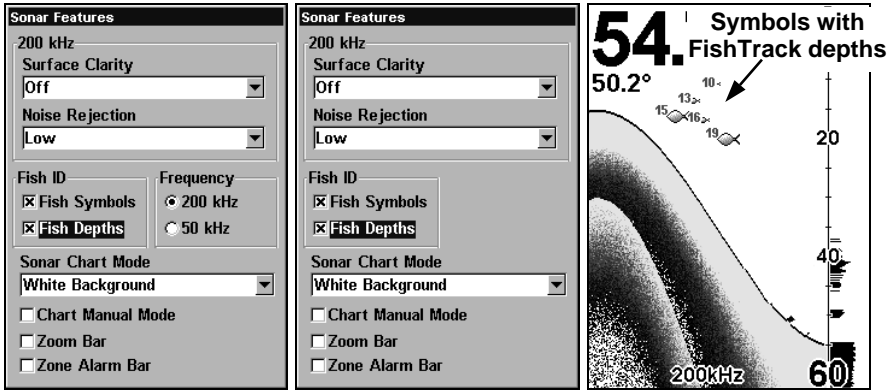 Sonar Features
200 kHz
Surface Clarity
Off
Noise Rejection
Low
Fish ID
Fish Symbols
Fish Depths
Frequency
200 kHz
50 kHz
Sonar Chart Mode
White Background
Chart Manual Mode
Zoom Bar
Zone Alarm Bar
Sonar Features
200 kHz
Surface Clarity
Off
Noise Rejection
Low
Fish ID
Fish Symbols
Fish Depths
Sonar Chart Mode
White Background
Chart Manual Mode
Zoom Bar
Zone Alarm Bar
54.
Symbols with
FishTrack depths
50.2°
10
13
15
16
19
20
40
200kHz
60